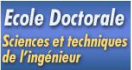 Ecole Doctorale
Sciences et techniques
de l'ingénieur